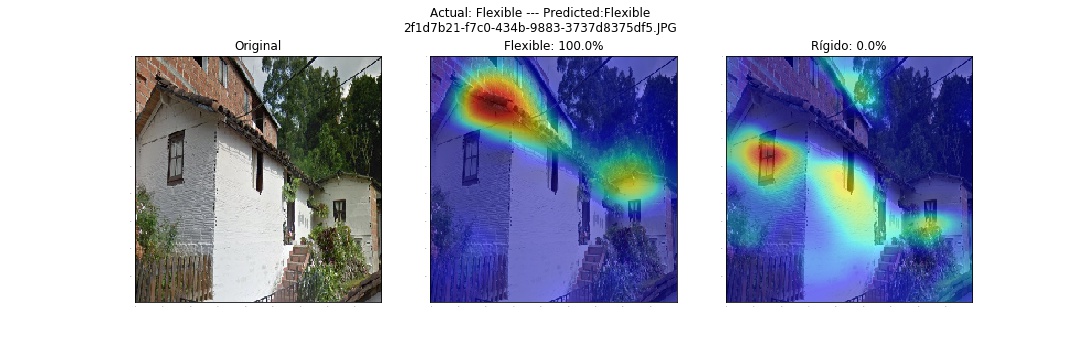 Actual: Flexible --- Predicted:Flexible
2f1d7b21-f7c0-434b-9883-3737d8375df5.JPG
Original
Flexible: 100.0%
Rígido: 0.0%